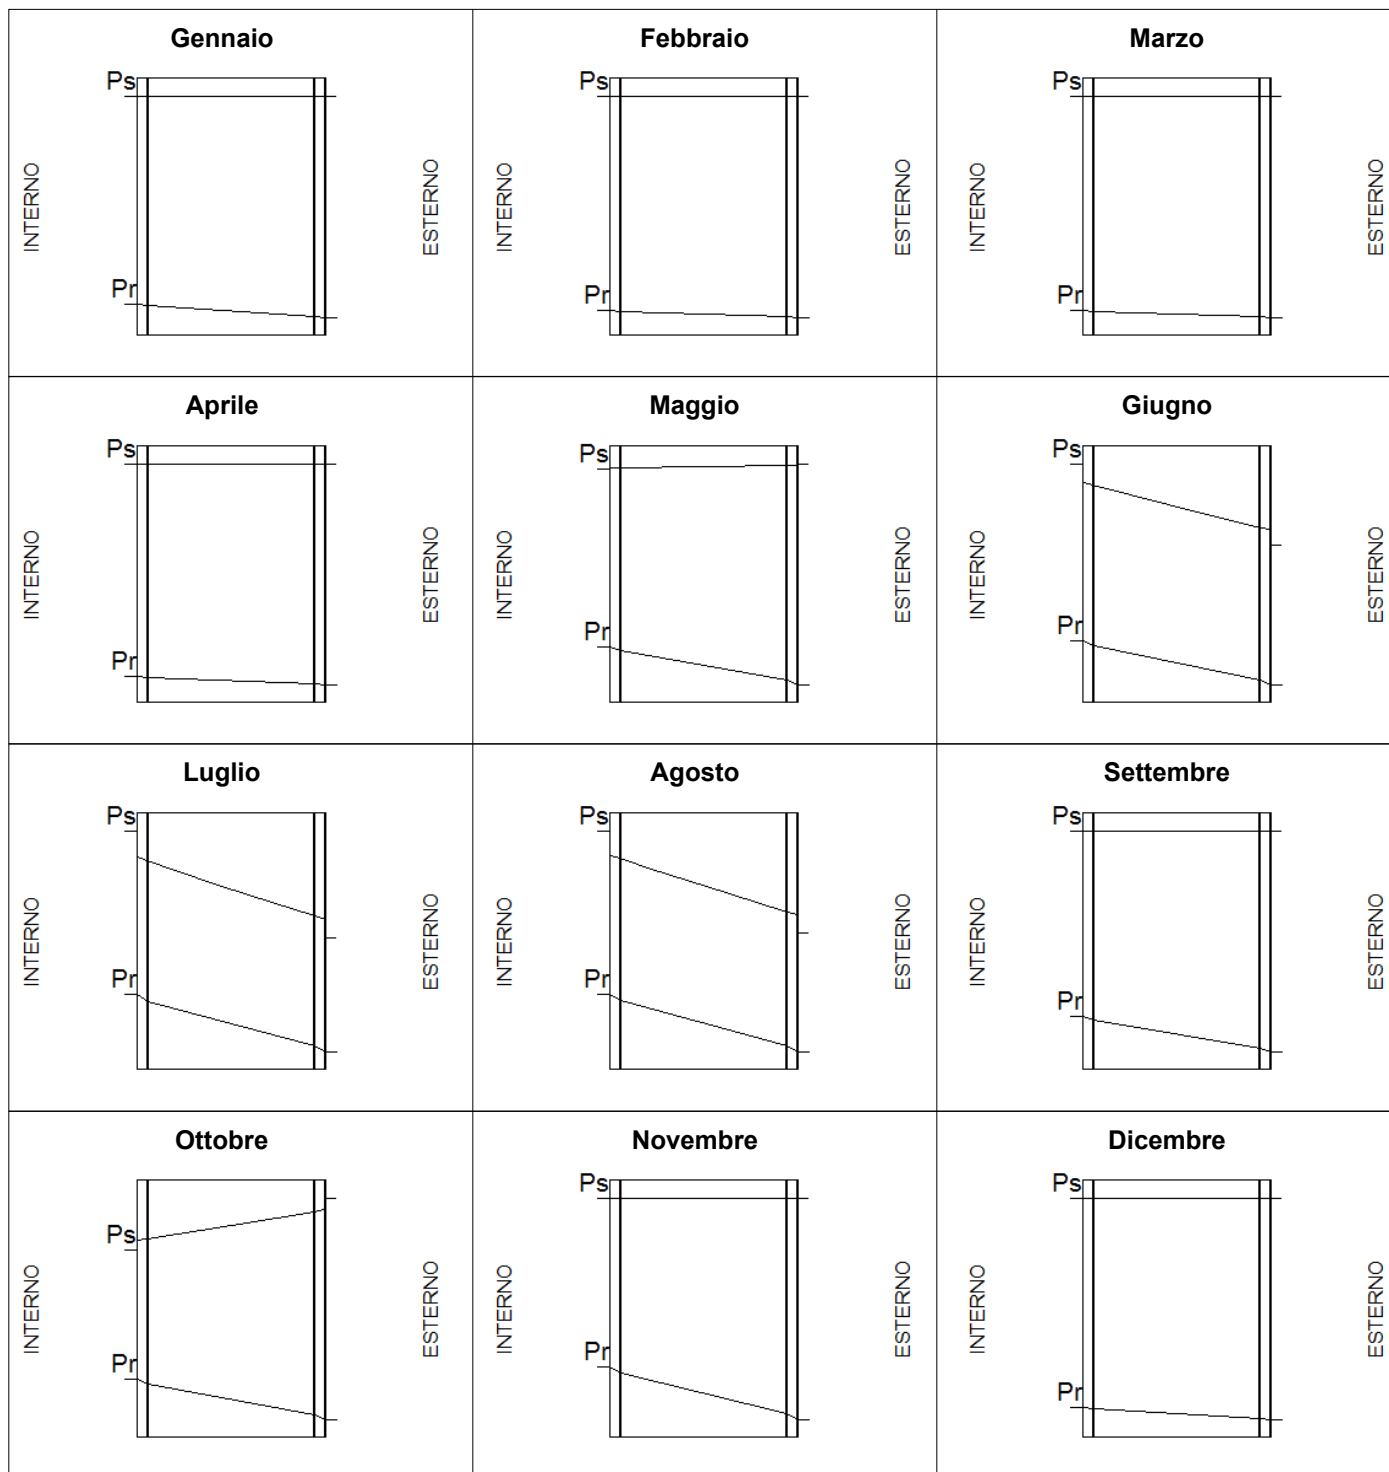 Gennaio
Ps
INTERNO
ESTERNO
Pr
Febbraio
Ps
INTERNO
ESTERNO
Pr
Marzo
Ps
INTERNO
ESTERNO
Pr
Aprile
Ps
INTERNO
ESTERNO
Pr
Maggio
Ps
INTERNO
ESTERNO
Pr
Giugno
Ps
INTERNO
ESTERNO
Pr
Luglio
Ps
INTERNO
ESTERNO
Pr
Agosto
Ps
INTERNO
ESTERNO
Pr
Settembre
Ps
INTERNO
ESTERNO
Pr
Ottobre
Ps
INTERNO
ESTERNO
Pr
Novembre
Ps
INTERNO
ESTERNO
Pr
Dicembre
Ps
INTERNO
ESTERNO
Pr